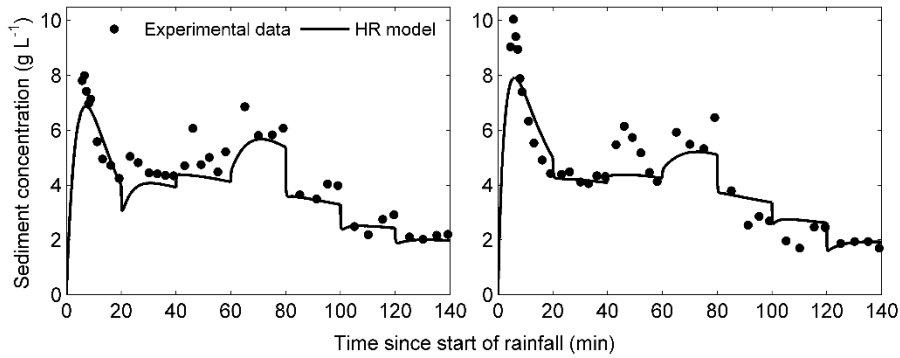 Sediment concentration (g L-1)
10
8
6
4
2
0
Experimental data
HR model
0 20 40 60 80 100 120 140
10
8
6
4
2
0
0 20 40 60 80 100 120 140
Time since start of rainfall (min)